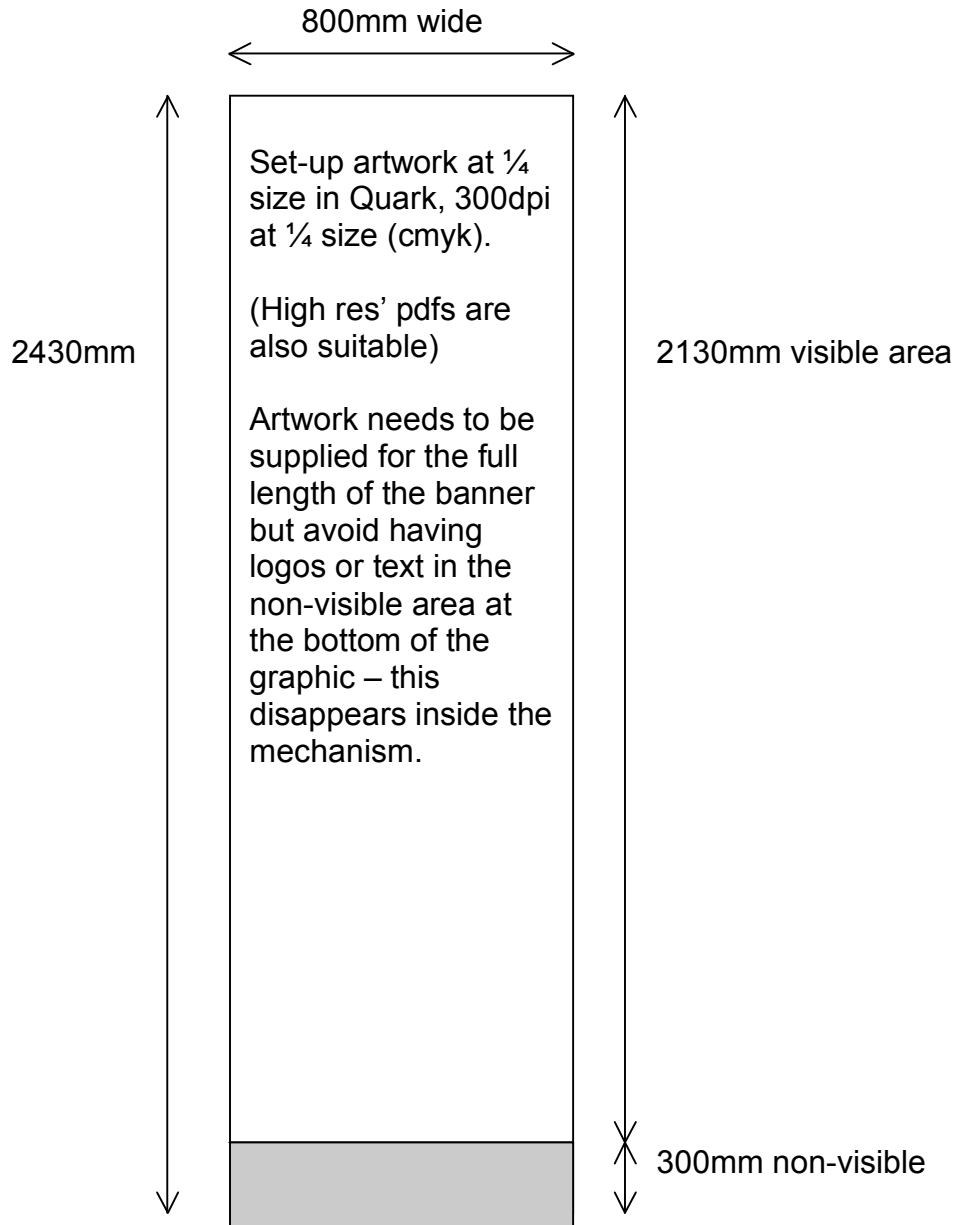 800mm wide
Set-up artwork at ¼
size in Quark, 300dpi
at ¼ size (cmyk).
(High res’ pdfs are
also suitable)
2430mm
2130mm visible area
Artwork needs to be
supplied for the full
length of the banner
but avoid having
logos or text in the
non-visible area at
the bottom of the
graphic – this
disappears inside the
mechanism.
300mm non-visible